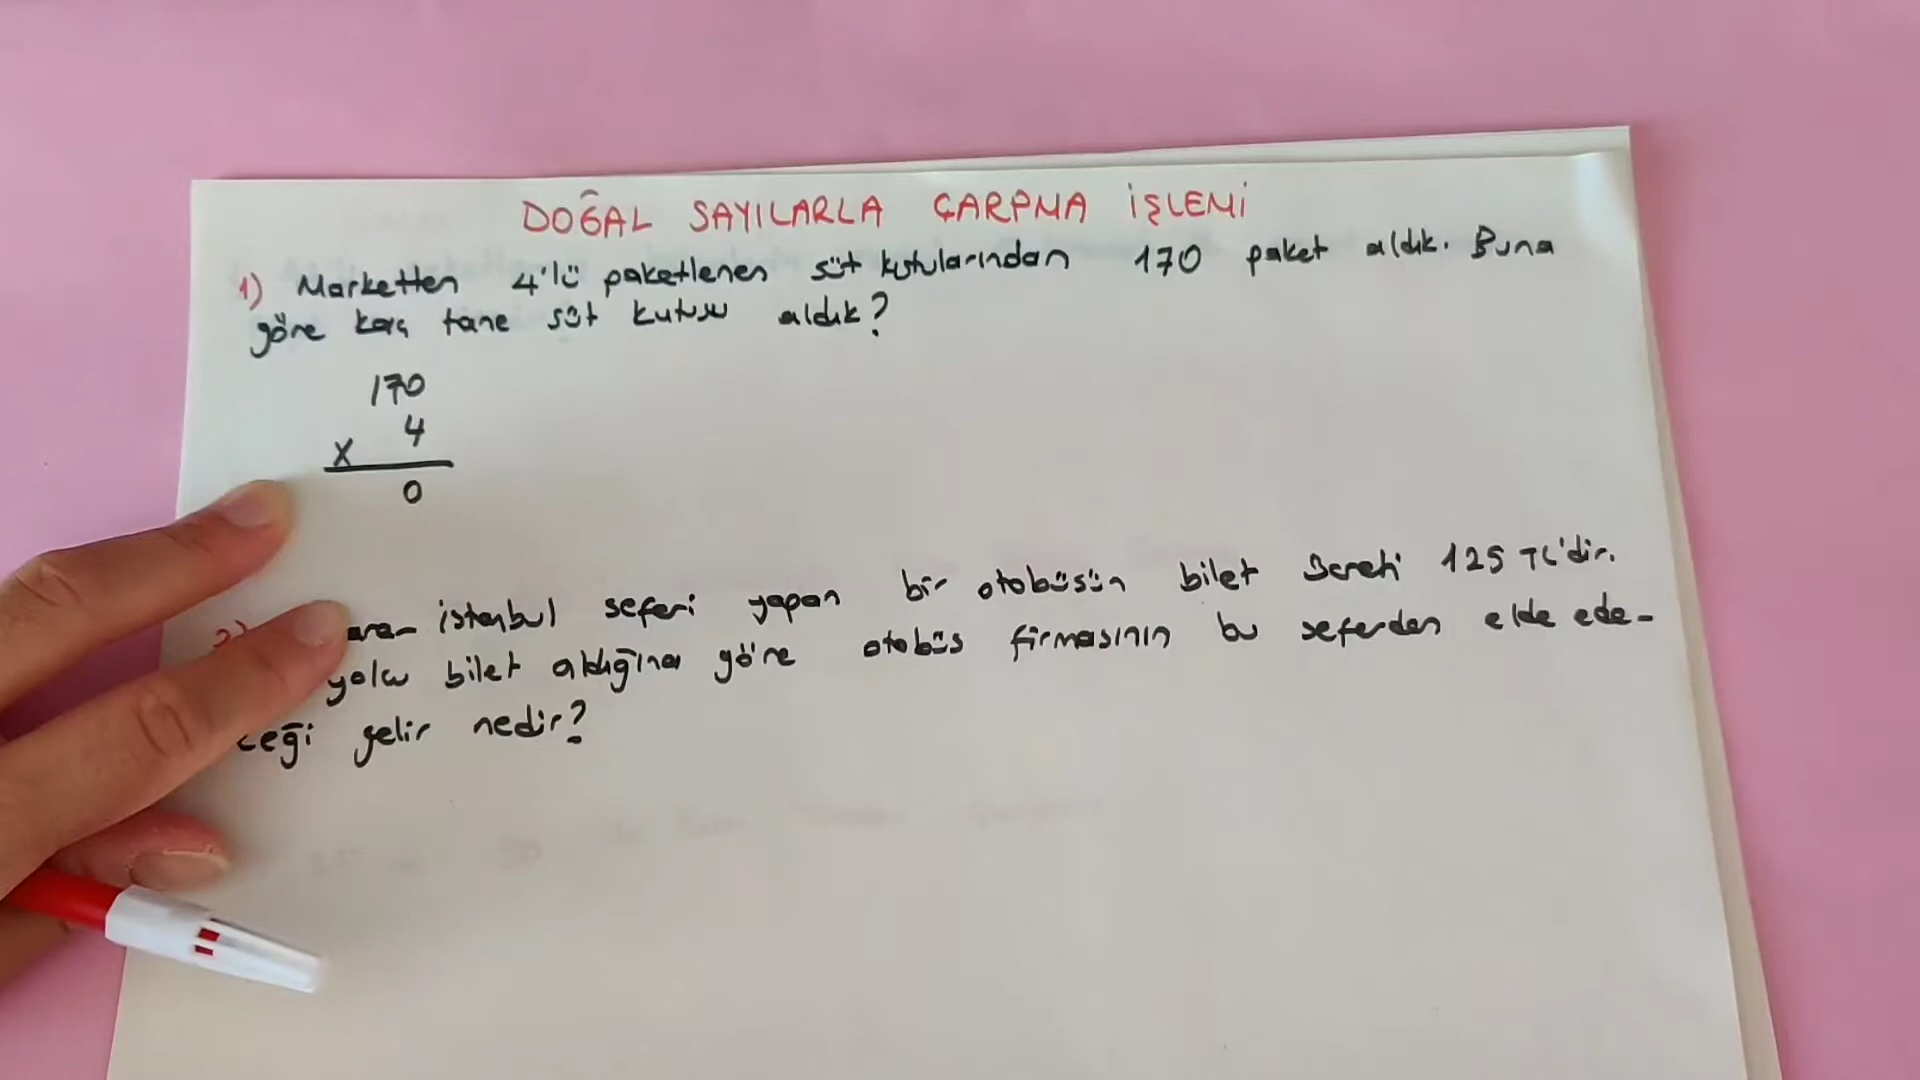 DOĞAL SAYILARLA ÇARPMA İŞLEMİ
1) Marketten 4'lü paketlenen süt kutularından 170 paket aldık. Buna
göre kaç tane süt kutusu aldık?
170
4
x
0
2) istanbul seferi yapan bir otobüsün bilet ücreti 125 TL'dir.
yolcu bilet aldığına göre otobüs firmasının bu seferden elde ede-
ceği gelir nedir?